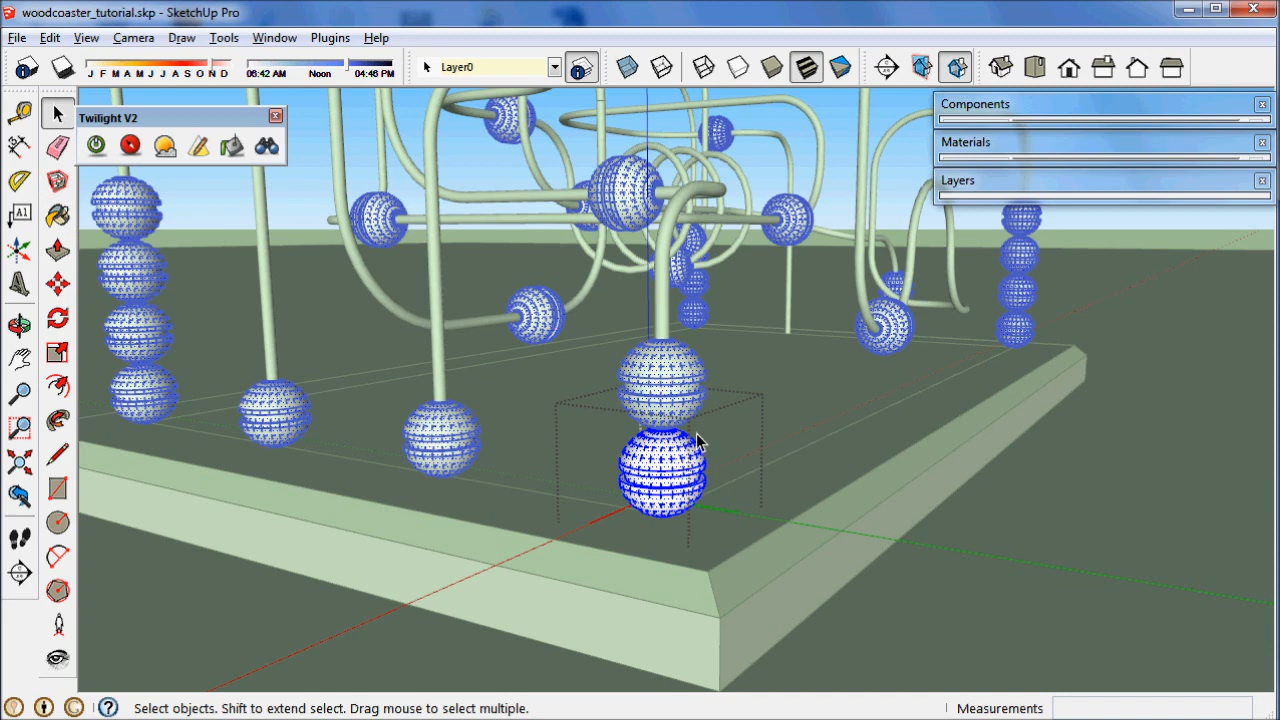 woodcoaster_tutorial.skp - SketchUp Pro
File Edit View Camera Draw Tools Window Plugins Help
J F M A M J J A S O N D
06:42 AM Noon 04:46 PM
Layer0
Twilight V2
Components
Materials
Layers
A1
Select objects. Shift to extend select. Drag mouse to select multiple.
Measurements